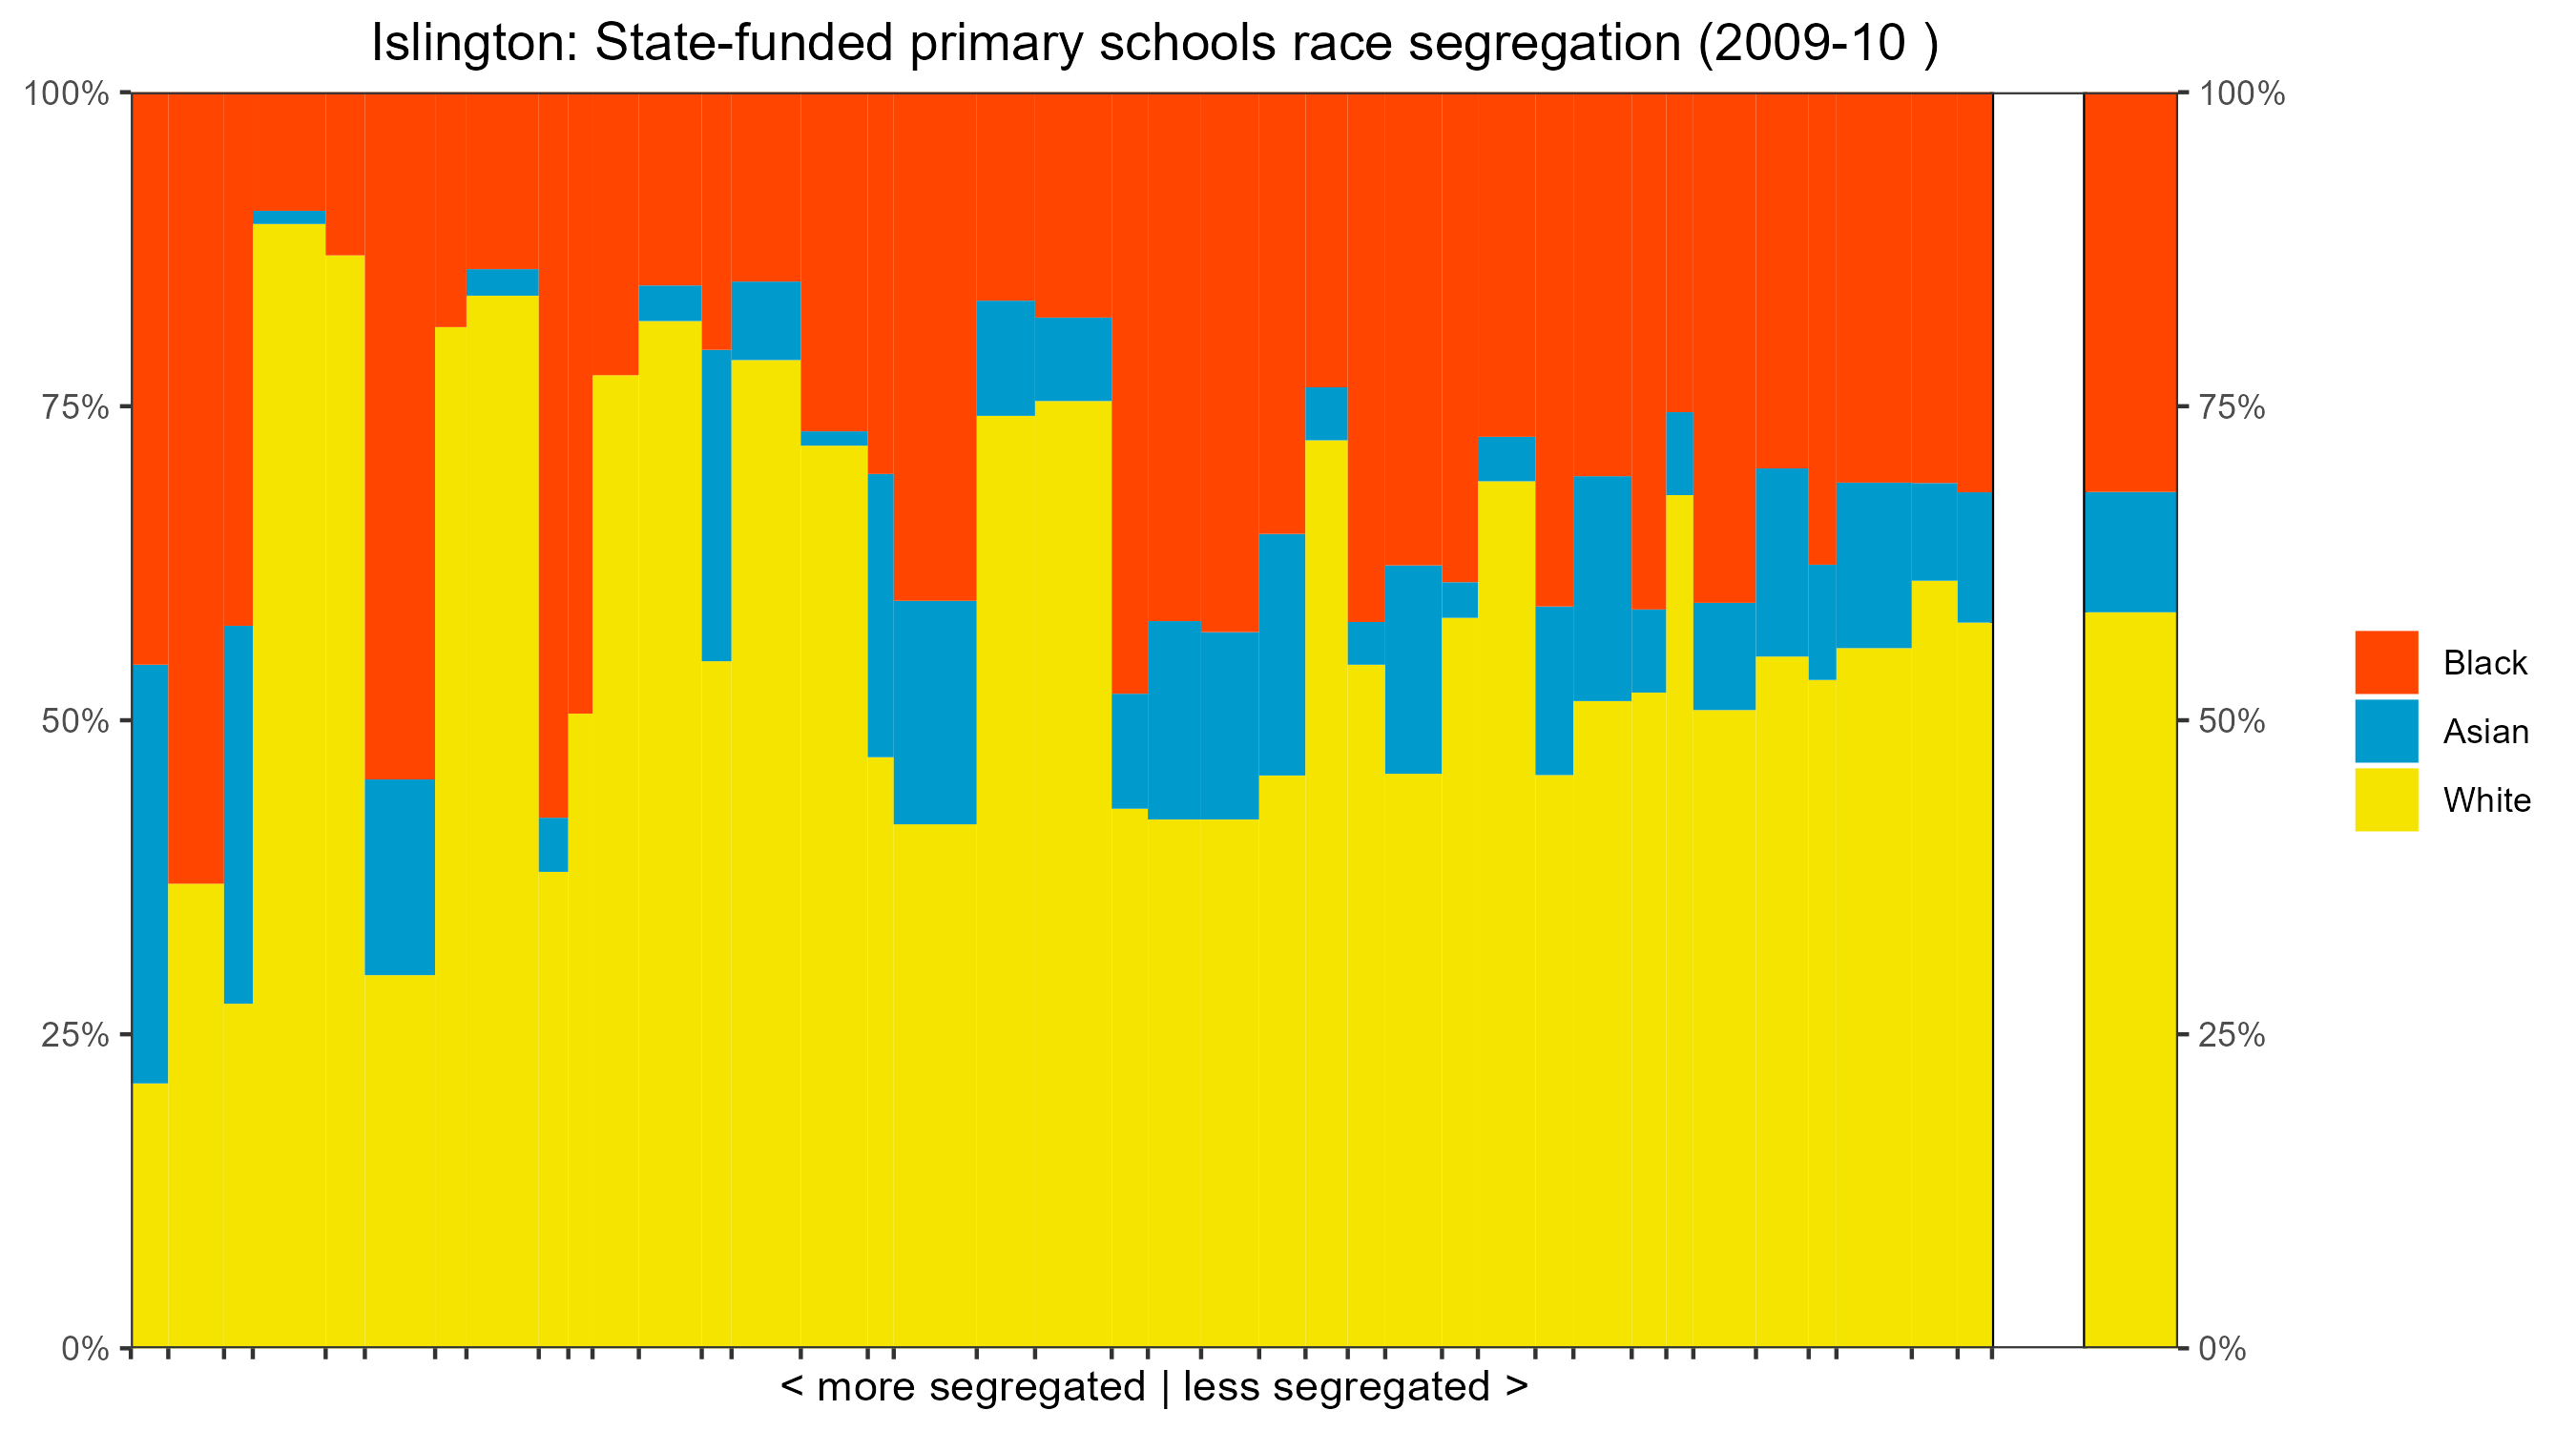 Islington: State-funded primary schools race segregation (2009-10 )
100%
75%
50%
25%
0%
100%
75%
50%
25%
0%
< more segregated | less segregated >
Black
Asian
White